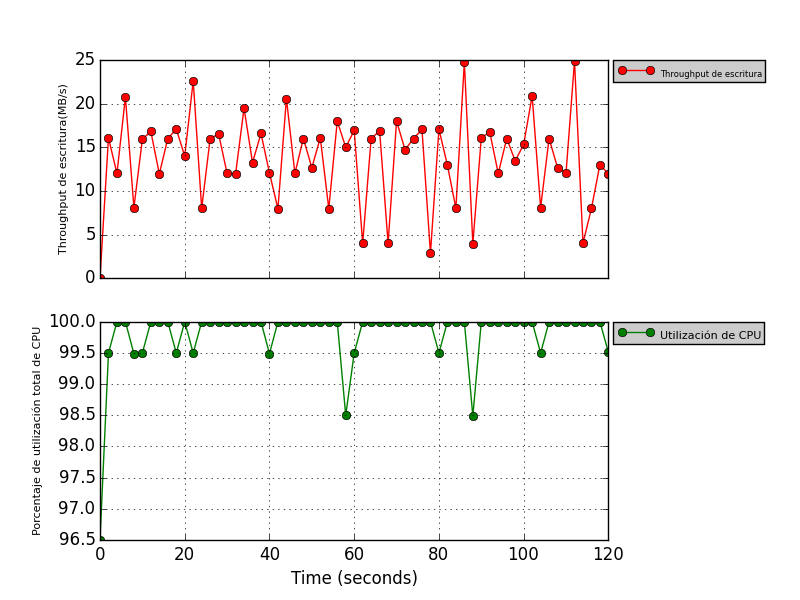 25
20
15
10
5
0
Throughput de escritura(MB/s)
Throughput de escritura
100.0
99.5
99.0
98.5
98.0
97.5
97.0
96.5
Porcentaje de utilización total de CPU
Utilización de CPU
0 20 40 60 80 100 120
Time (seconds)